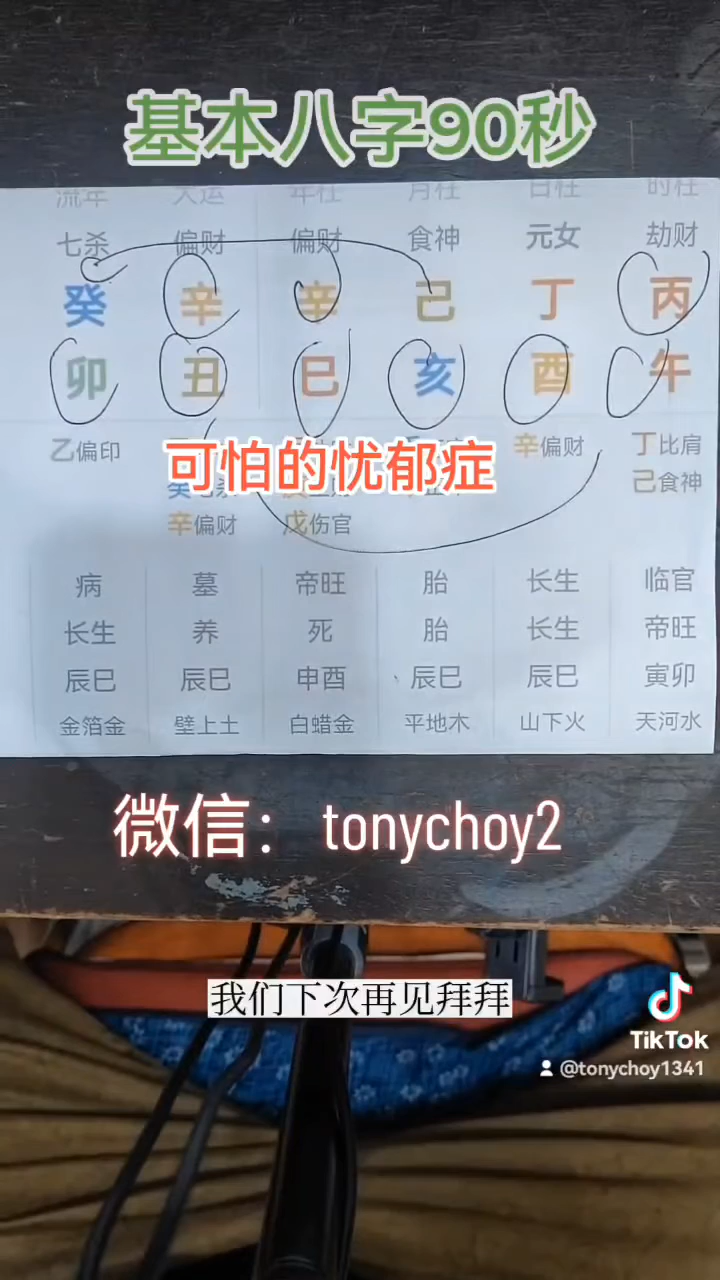 基本八字90秒
流年 大运 年柱 月柱 日柱 时柱
七杀 偏财 偏财 食神 元女 劫财
癸 辛 辛 己 丁 丙
卯 丑 巳 亥 酉 午
乙偏印 辛偏财 丁比肩
可怕的忧郁症
己食神
辛偏财 戊伤官
病 墓 帝旺 胎 长生 临官
长生 养 死 胎 长生 帝旺
辰巳 辰巳 申酉 辰巳 辰巳 寅卯
金箔金 壁上土 白蜡金 平地木 山下火 天河水
微信：tonychoy2
我们下次再见拜拜
TikTok
@tonychoy1341